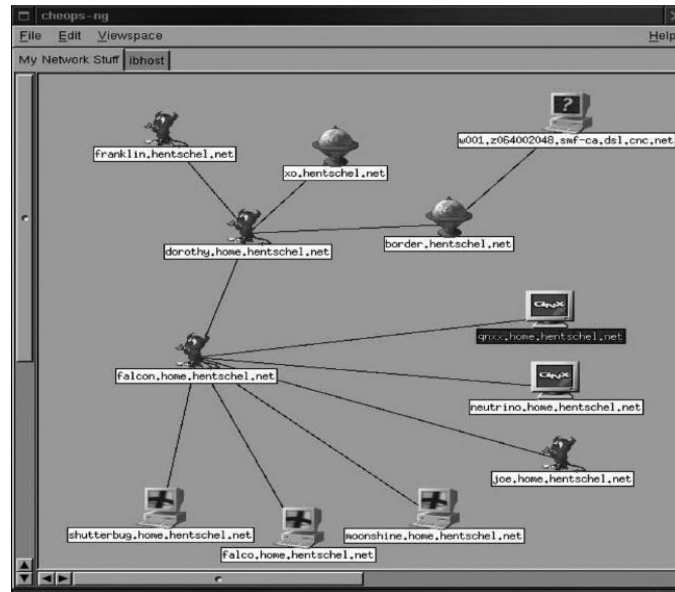 cheops-ng
File Edit Viewspace Help
My Network Stuff ibhost
franklin.hentschel.net
xo.hentschel.net
w001.z064002048.smf-ca.dsl.cnc.net
dorothy.home.hentschel.net
border.hentschel.net
QNX
qnxx.home.hentschel.net
falcon.home.hentschel.net
QNX
neutrino.home.hentschel.net
joe.home.hentschel.net
shutterbug.home.hentschel.net
moonshine.home.hentschel.net
falco.home.hentschel.net